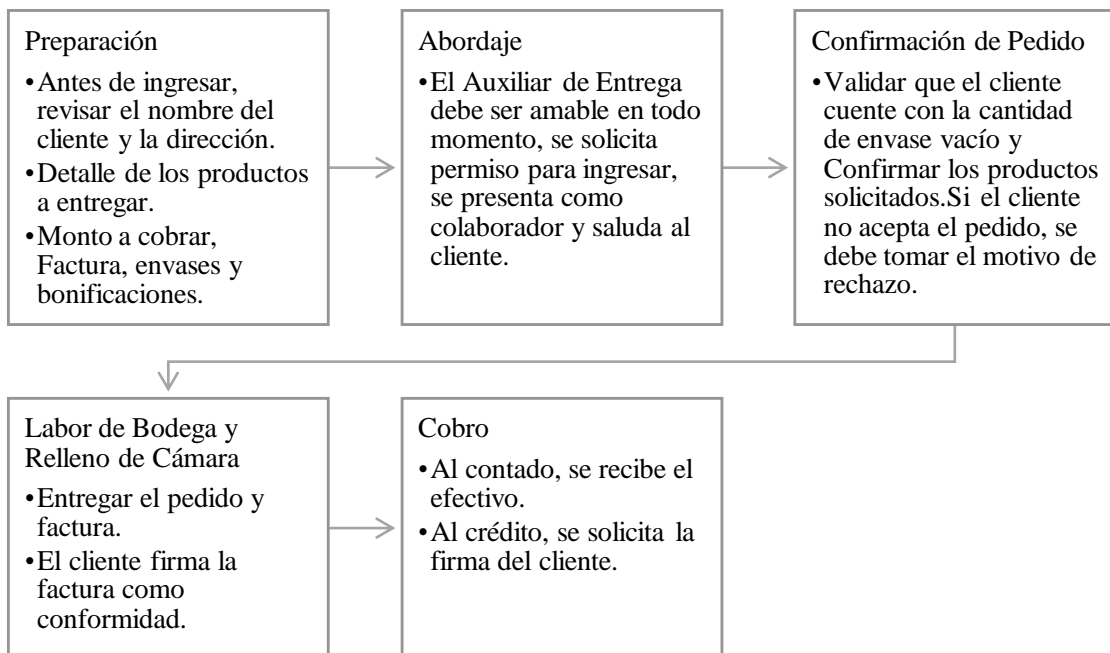 Preparación
•Antes de ingresar,
revisar el nombre del
cliente y la dirección.
•Detalle de los productos
a entregar.
•Monto a cobrar,
Factura, envases y
bonificaciones.
Abordaje
•El Auxiliar de Entrega
debe ser amable en todo
momento, se solicita
permiso para ingresar,
se presenta como
colaborador y saluda al
cliente.
Confirmación de Pedido
•Validar que el cliente
cuente con la cantidad
de envase vacío y
Confirmar los productos
solicitados.Si el cliente
no acepta el pedido, se
debe tomar el motivo de
rechazo.
Labor de Bodega y
Relleno de Cámara
•Entregar el pedido y
factura.
•El cliente firma la
factura como
conformidad.
Cobro
•Al contado, se recibe el
efectivo.
•Al crédito, se solicita la
firma del cliente.